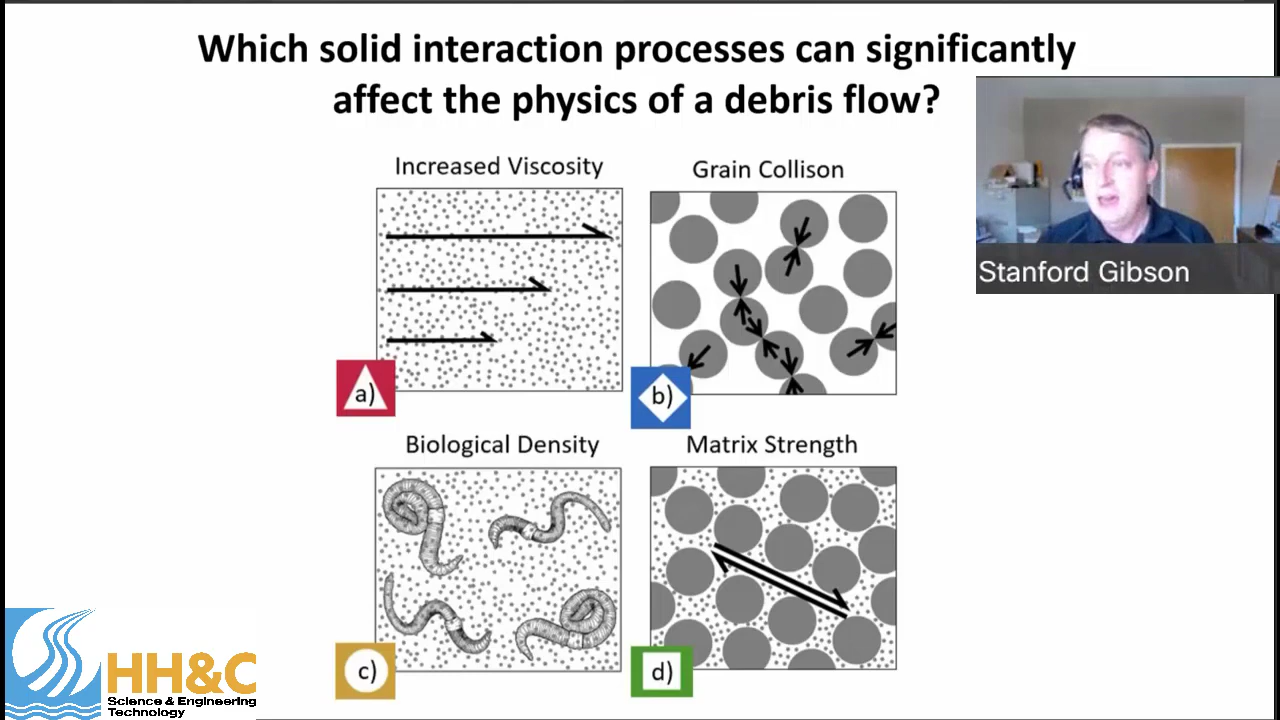 Which solid interaction processes can significantly
affect the physics of a debris flow?
Increased Viscosity
Grain Collison
Stanford Gibson
a)
b)
Biological Density
Matrix Strength
c)
d)
HH&C
Science & Engineering
Technology